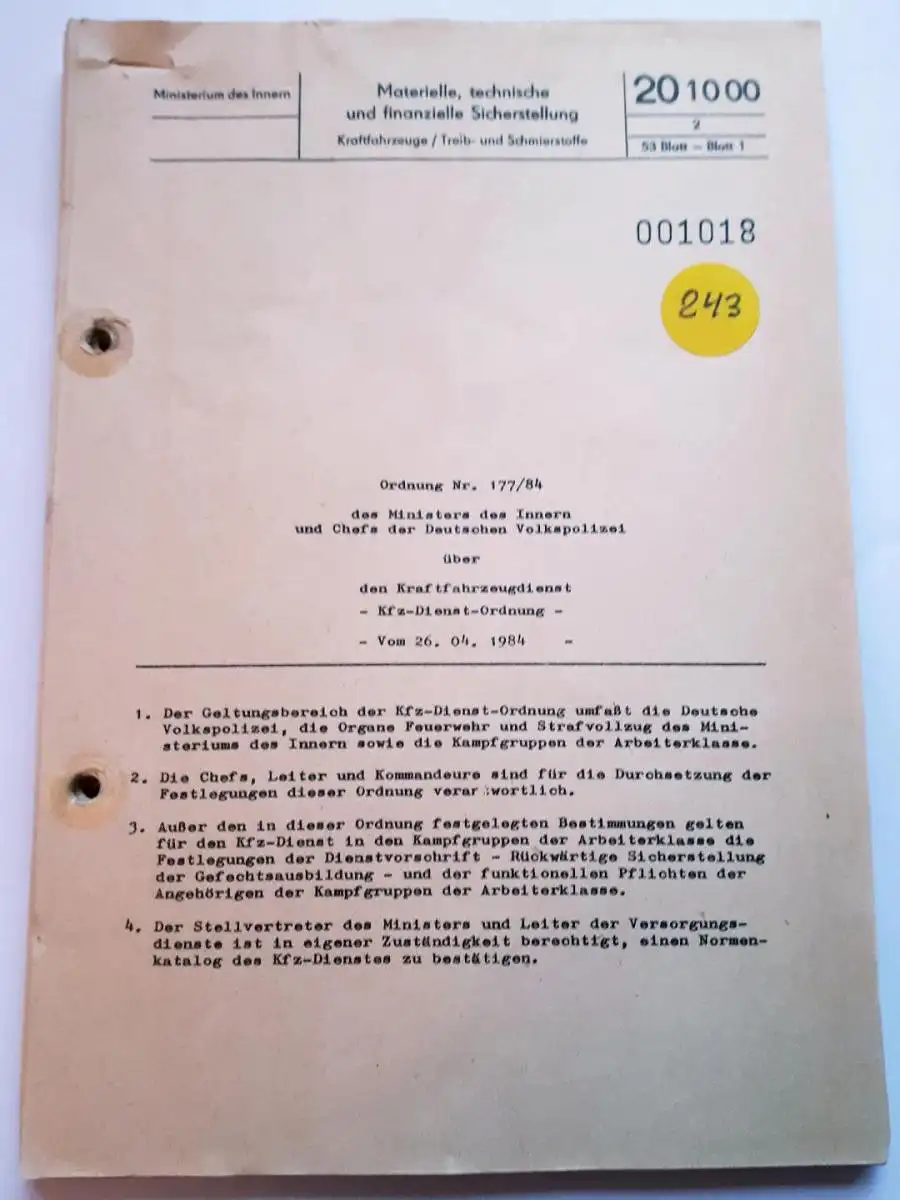 Ministerium des Innern
Materielle, technische
und finanzielle Sicherstellung
Kraftfahrzeuge / Treib- und Schmierstoffe
20 10 00
2
53 Blatt - Blatt 1
001018
243
Ordnung Nr. 177/84
des Ministers des Innern
und Chefs der Deutschen Volkspolizei
über
den Kraftfahrzeugdienst
- Kfz-Dienst-Ordnung -
- Vom 26. 04. 1984 -
1. Der Geltungsbereich der Kfz-Dienst-Ordnung umfaßt die Deutsche
Volkspolizei, die Organe Feuerwehr und Strafvollzug des Mini-
steriums des Innern sowie die Kampfgruppen der Arbeiterklasse.
2. Die Chefs, Leiter und Kommandeure sind für die Durchsetzung der
Festlegungen dieser Ordnung verantwortlich.
3. Außer den in dieser Ordnung festgelegten Bestimmungen gelten
für den Kfz-Dienst in den Kampfgruppen der Arbeiterklasse die
Festlegungen der Dienstvorschrift - Rückwärtige Sicherstellung
der Gefechtsausbildung - und der funktionellen Pflichten der
Angehörigen der Kampfgruppen der Arbeiterklasse.
4. Der Stellvertreter des Ministers und Leiter der Versorgungs-
dienste ist in eigener Zuständigkeit berechtigt, einen Normen-
katalog des Kfz-Dienstes zu bestätigen.